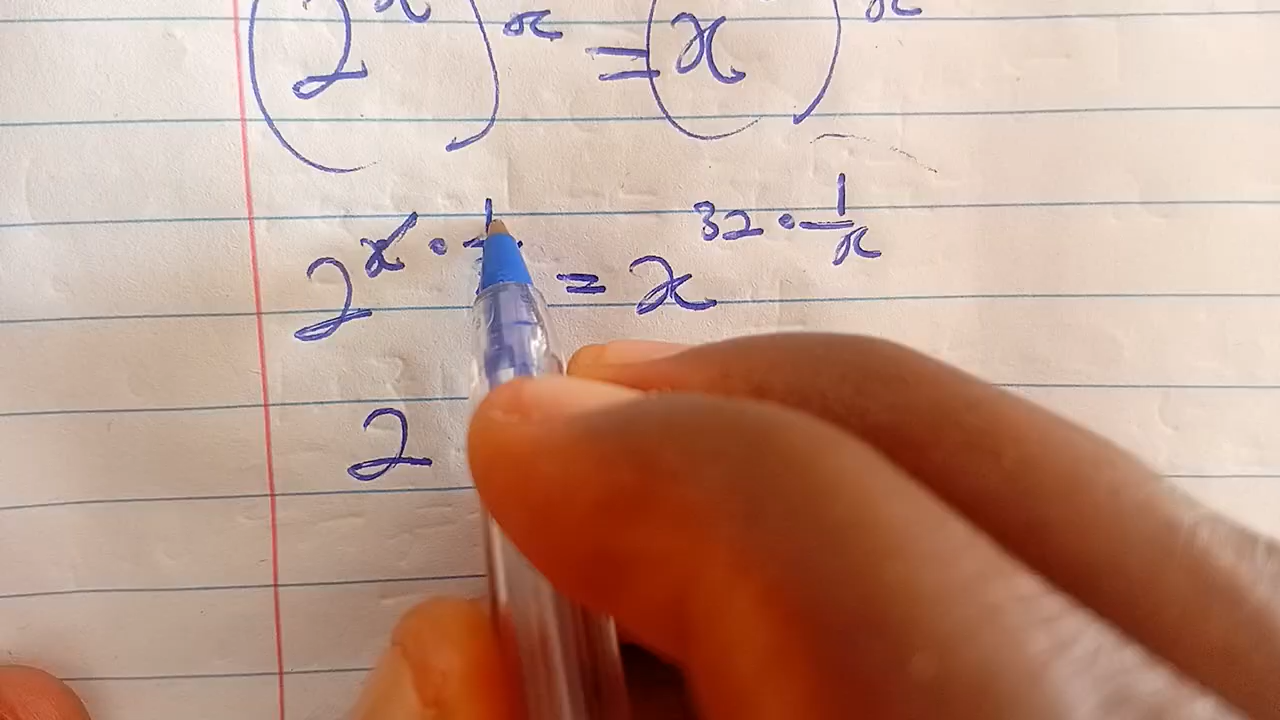 (2^x)^x = (x)^x
2^x · 1 = x^32 · 1/x
2